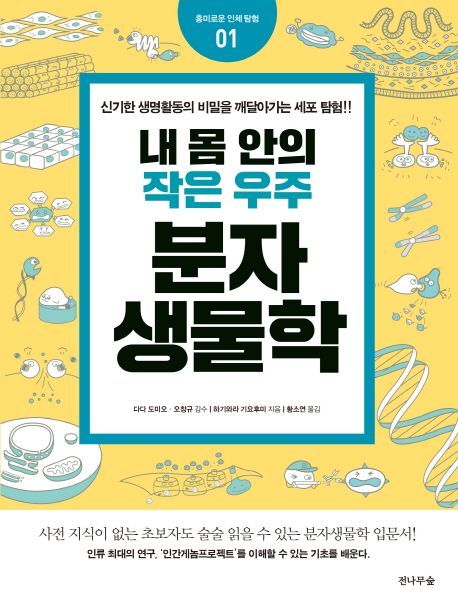 흥미로운 인체 탐험
01
신기한 생명활동의 비밀을 깨달아가는 세포 탐험!!
내 몸 안의
작은 우주
분자
생물학
다다 도미오 · 오창규 감수 | 하기와라 기요후미 지음 | 황소연 옮김
사전 지식이 없는 초보자도 술술 읽을 수 있는 분자생물학 입문서!
인류 최대의 연구, ‘인간게놈프로젝트’를 이해할 수 있는 기초를 배운다.
전나무숲